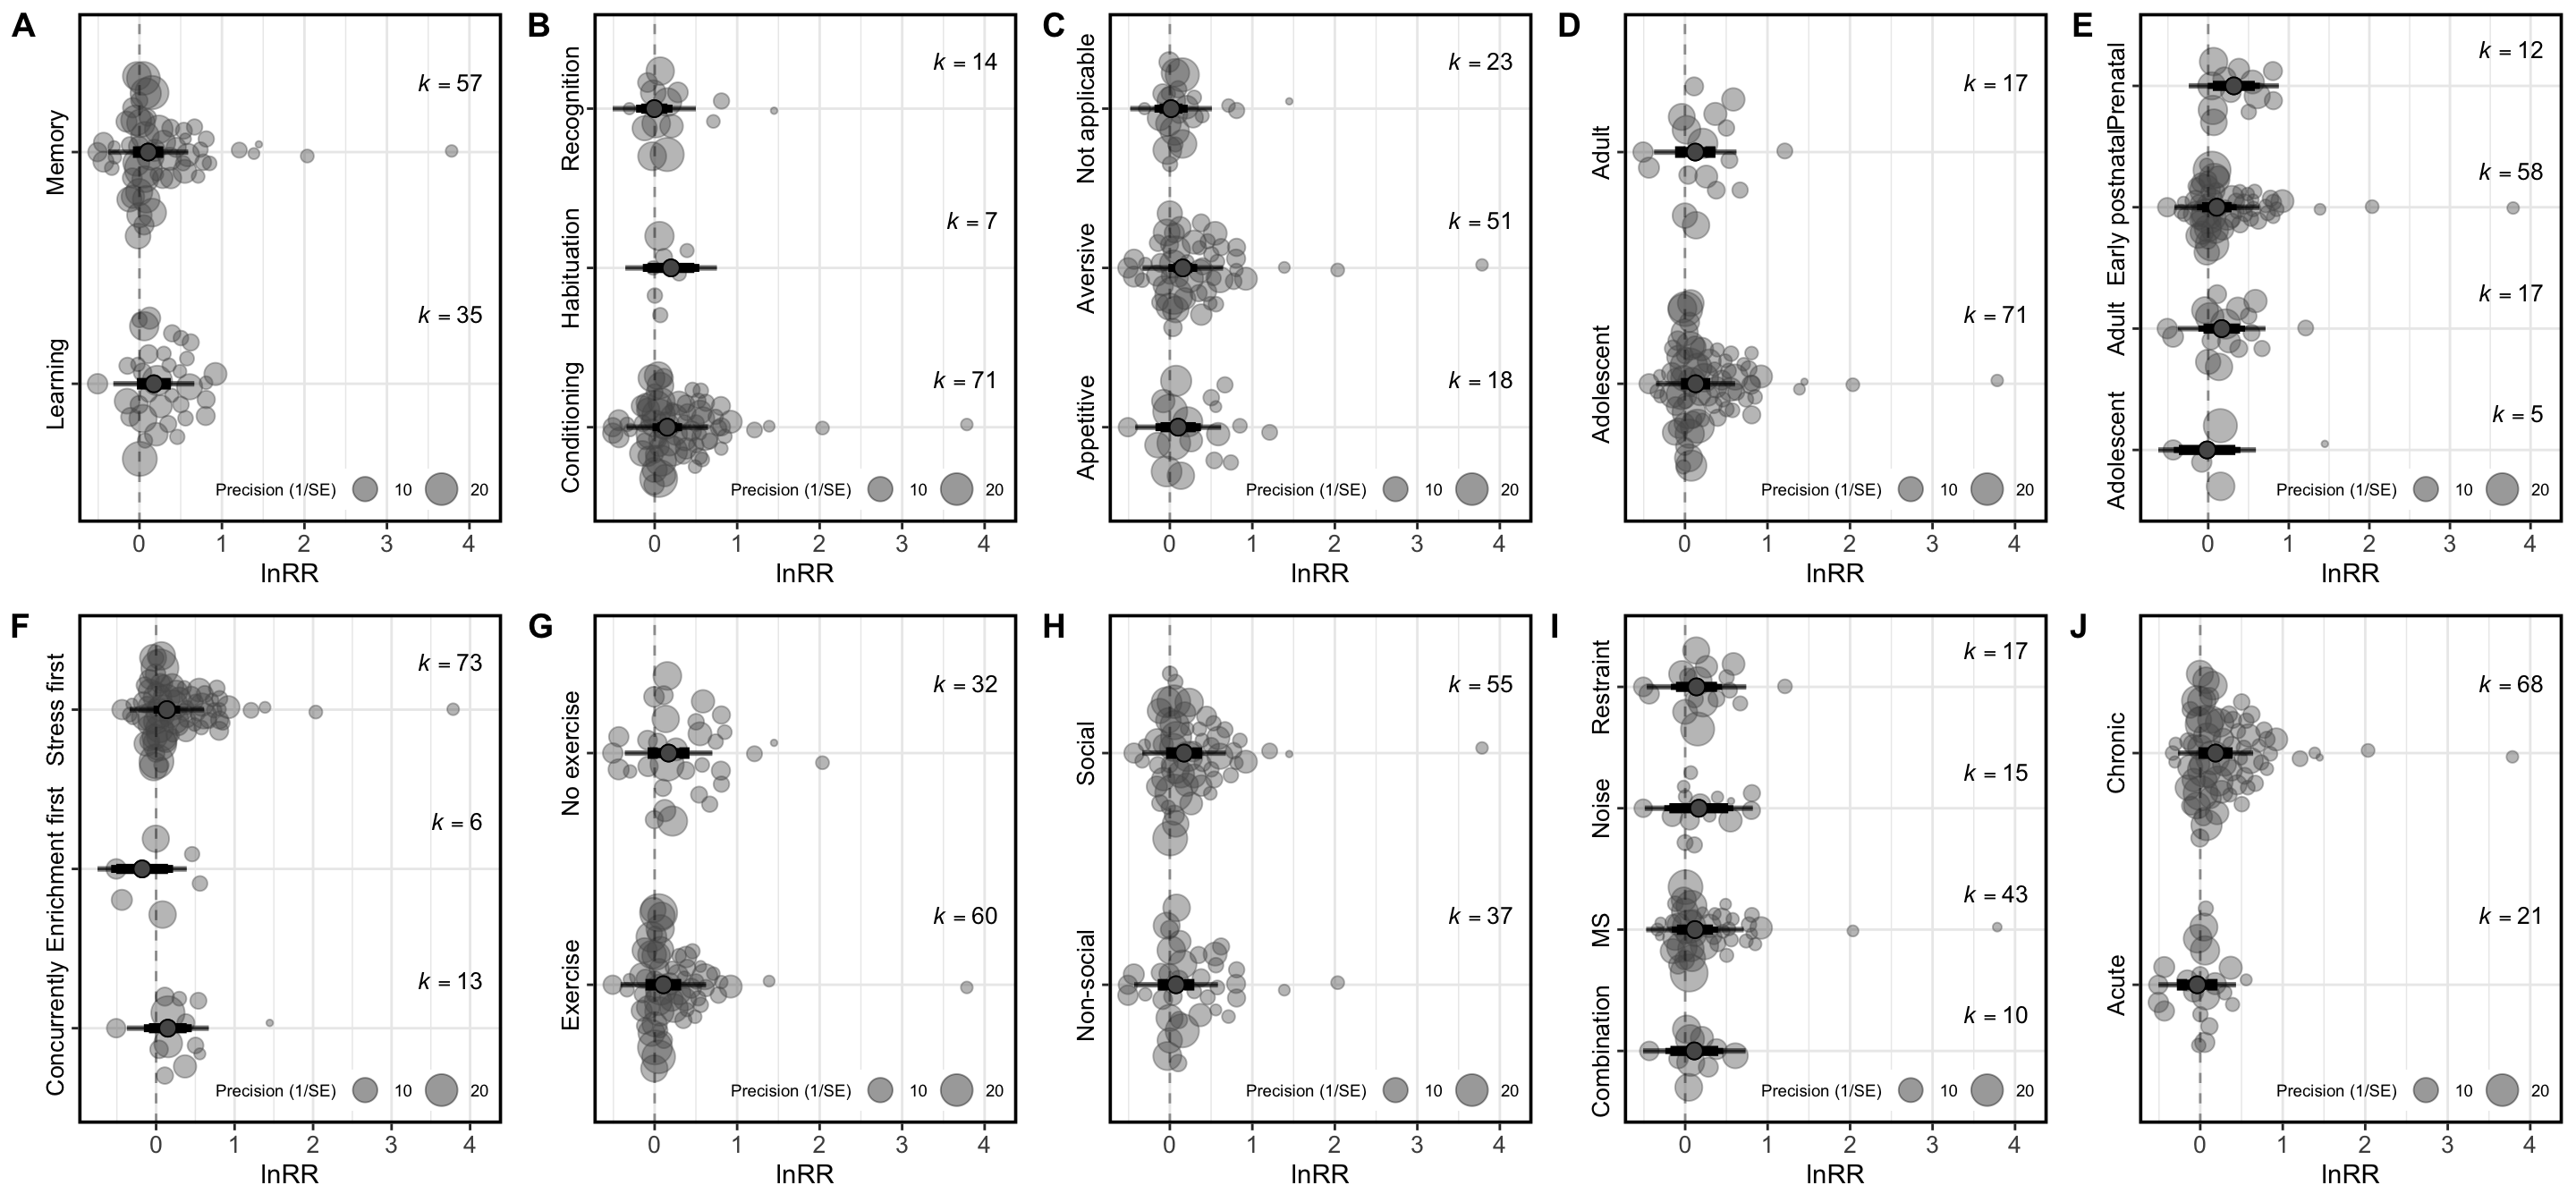 A
Memory
k = 57
Learning
k = 35
Precision (1/SE) 10 20
0 1 2 3 4
lnRR
B
Recognition
k = 14
Habituation
k = 7
Conditioning
k = 71
Precision (1/SE) 10 20
0 1 2 3 4
lnRR
C
Not applicable
k = 23
Aversive
k = 51
Appetitive
k = 18
Precision (1/SE) 10 20
0 1 2 3 4
lnRR
D
Adult
k = 17
Adolescent
k = 71
Precision (1/SE) 10 20
0 1 2 3 4
lnRR
E
Prenatal
k = 12
Early postnatal
k = 58
Adult
k = 17
Adolescent
k = 5
Precision (1/SE) 10 20
0 1 2 3 4
lnRR
F
Stress first
k = 73
Enrichment first
k = 6
Concurrently
k = 13
Precision (1/SE) 10 20
0 1 2 3 4
lnRR
G
No exercise
k = 32
Exercise
k = 60
Precision (1/SE) 10 20
0 1 2 3 4
lnRR
H
Social
k = 55
Non-social
k = 37
Precision (1/SE) 10 20
0 1 2 3 4
lnRR
I
Restraint
k = 17
Noise
k = 15
MS
k = 43
Combination
k = 10
Precision (1/SE) 10 20
0 1 2 3 4
lnRR
J
Chronic
k = 68
Acute
k = 21
Precision (1/SE) 10 20
0 1 2 3 4
lnRR